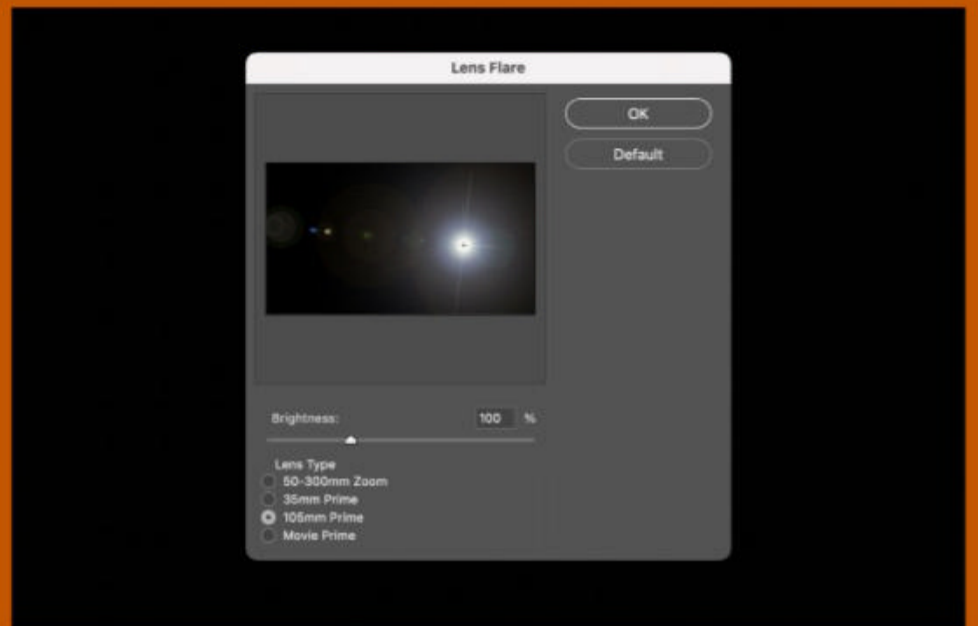 Lens Flare
OK
Default
Brightness:
100 %
Lens Type
50-300mm Zoom
35mm Prime
105mm Prime
Movie Prime